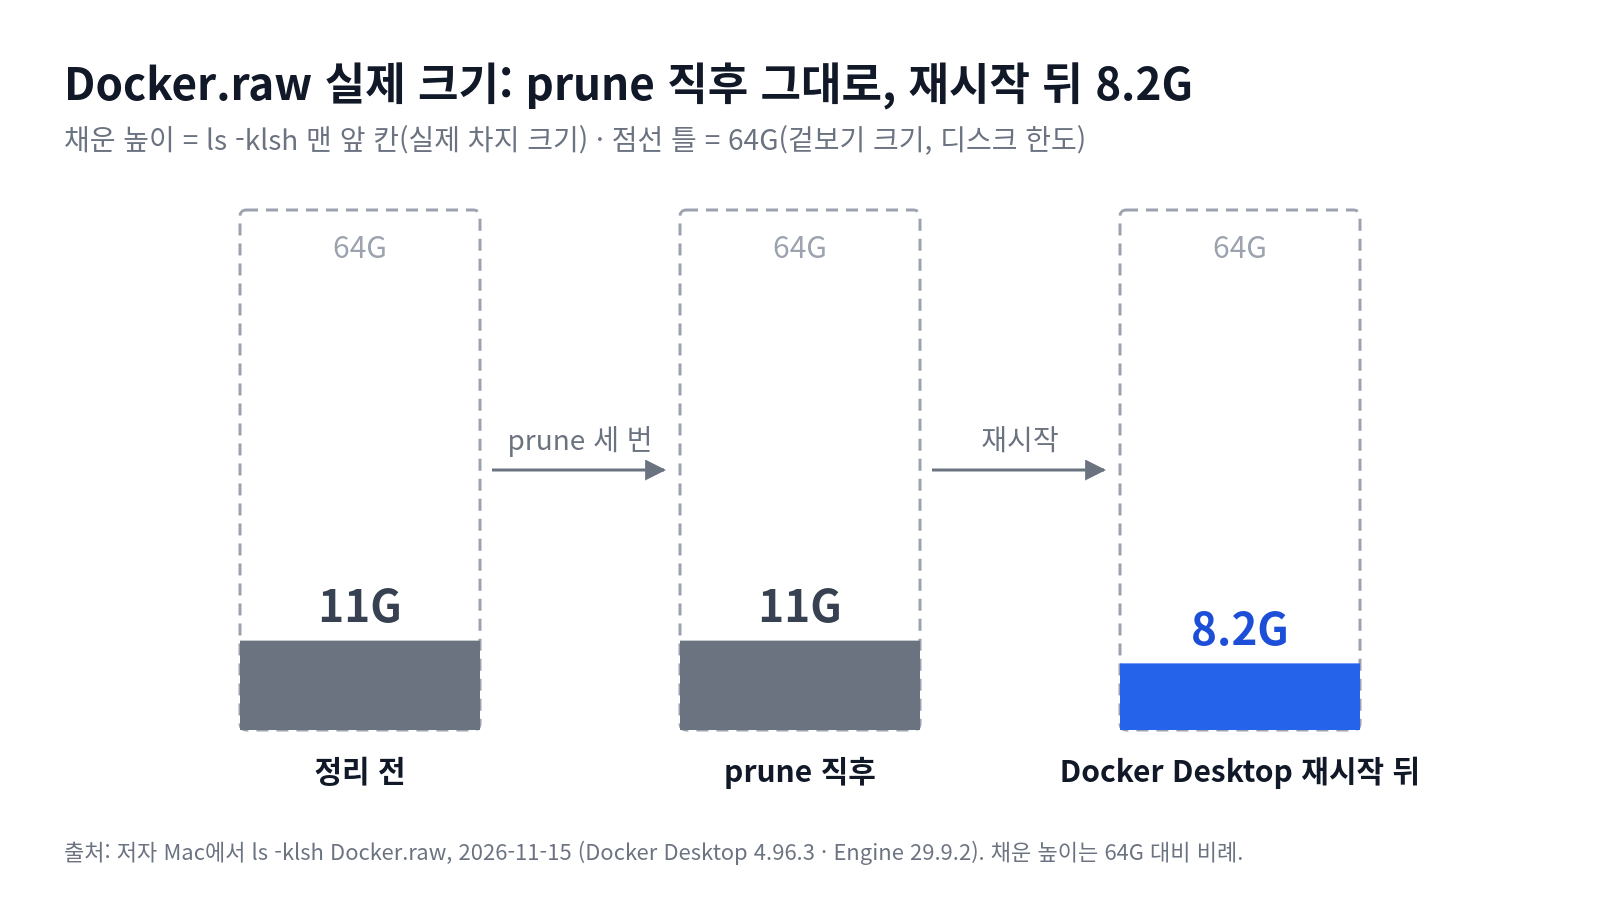 Docker.raw 실제 크기: prune 직후 그대로, 재시작 뒤 8.2G
채운 높이 = ls -klsh 맨 앞 칸(실제 차지 크기) · 점선 틀 = 64G(겉보기 크기, 디스크 한도)
64G
64G
64G
prune 세 번
재시작
11G
11G
8.2G
정리 전
prune 직후
Docker Desktop 재시작 뒤
출처: 저자 Mac에서 ls -klsh Docker.raw, 2026-11-15 (Docker Desktop 4.96.3 · Engine 29.9.2). 채운 높이는 64G 대비 비례.